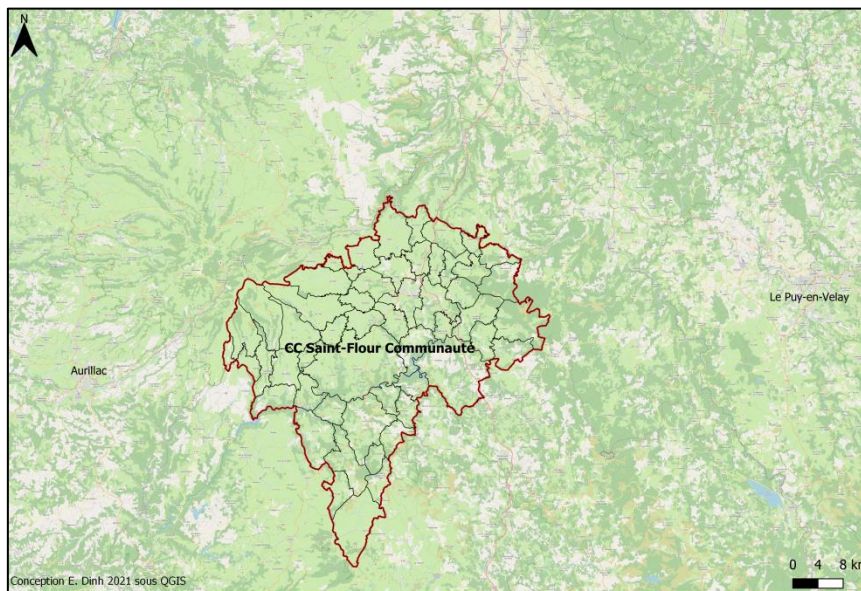 N
Le Puy-en-Velay
CC Saint-Flour Communauté
Aurillac
0 4 8 km
Conception E. Dinh 2021 sous QGIS